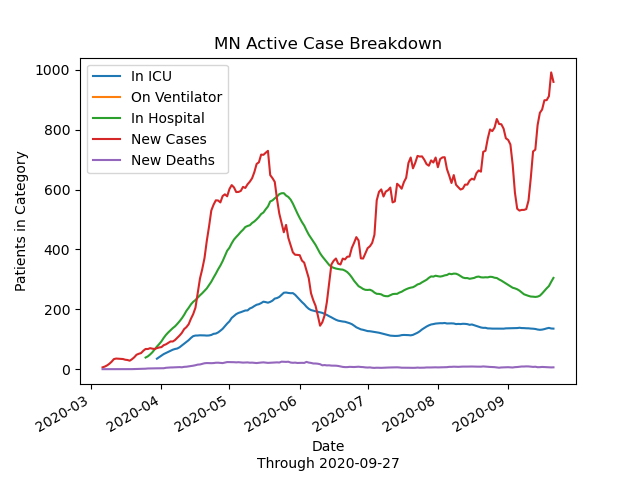 MN Active Case Breakdown
In ICU
On Ventilator
In Hospital
New Cases
New Deaths
Patients in Category
1000
800
600
400
200
0
2020-03
2020-04
2020-05
2020-06
2020-07
2020-08
2020-09
Date
Through 2020-09-27